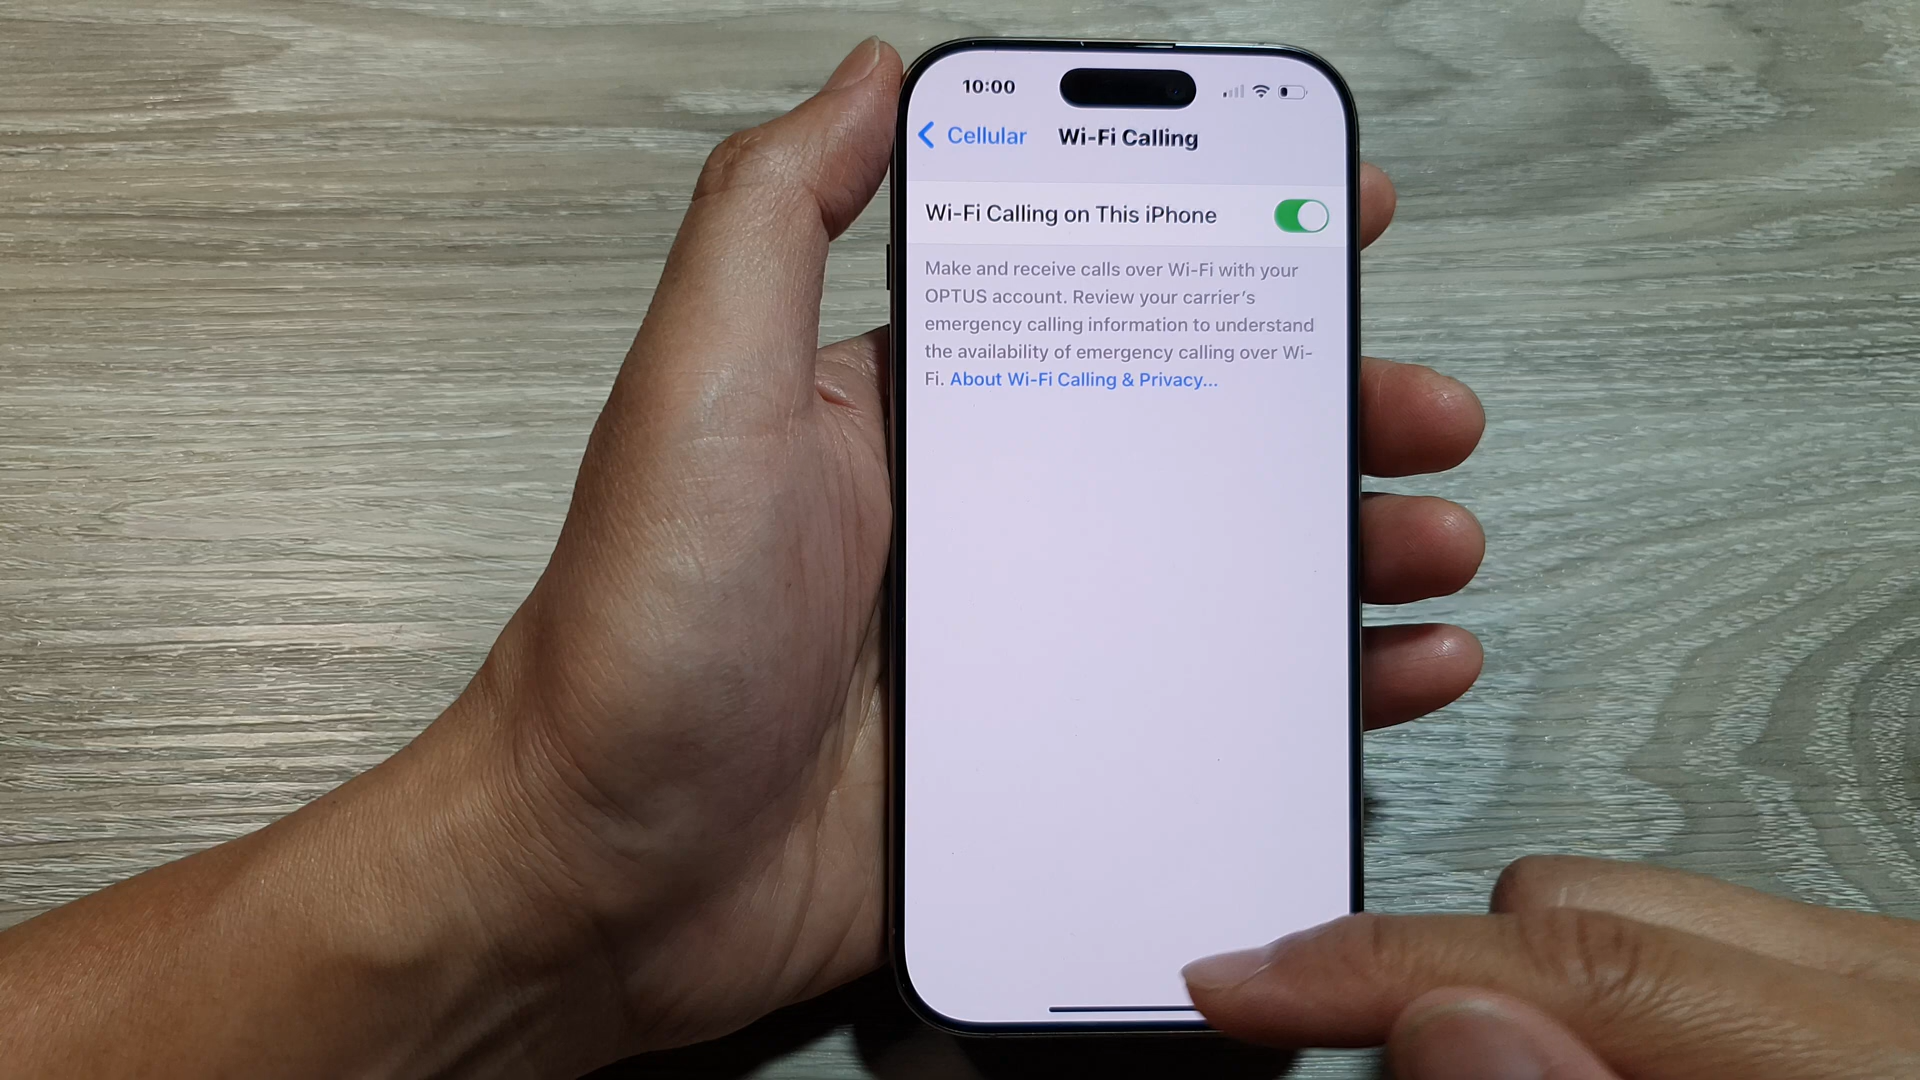 10:00
Cellular
Wi-Fi Calling
Wi-Fi Calling on This iPhone
Make and receive calls over Wi-Fi with your
OPTUS account. Review your carrier’s
emergency calling information to understand
the availability of emergency calling over Wi-
Fi. About Wi-Fi Calling & Privacy...